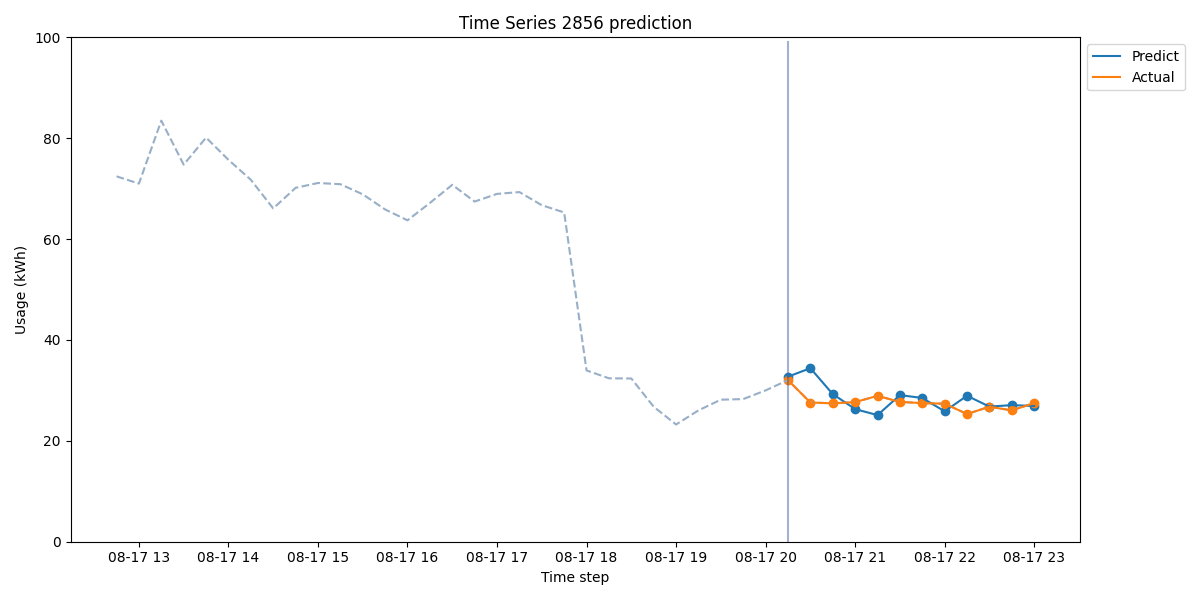 Time Series 2856 prediction
Predict
Actual
100
80
60
40
20
0
Usage (kWh)
08-17 13 08-17 14 08-17 15 08-17 16 08-17 17 08-17 18 08-17 19 08-17 20 08-17 21 08-17 22 08-17 23
Time step